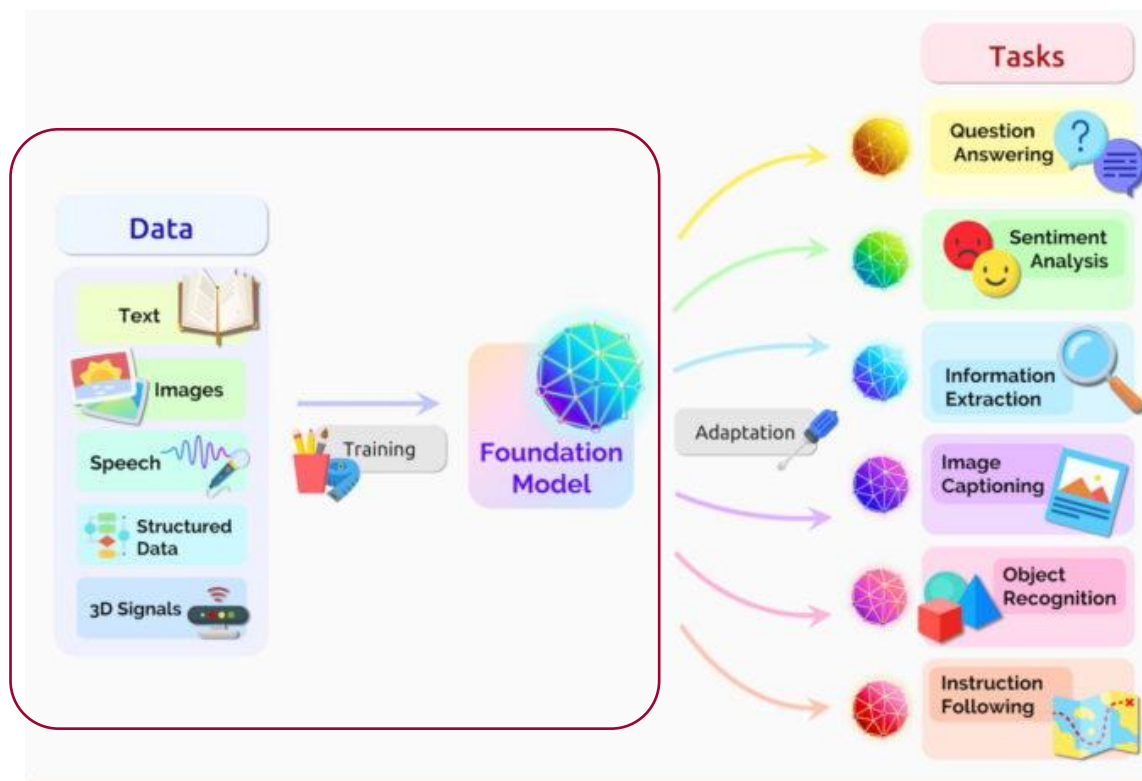 Data
Text
Images
Speech
Structured
Data
3D Signals
Training
Foundation
Model
Adaptation
Tasks
Question
Answering
Sentiment
Analysis
Information
Extraction
Image
Captioning
Object
Recognition
Instruction
Following